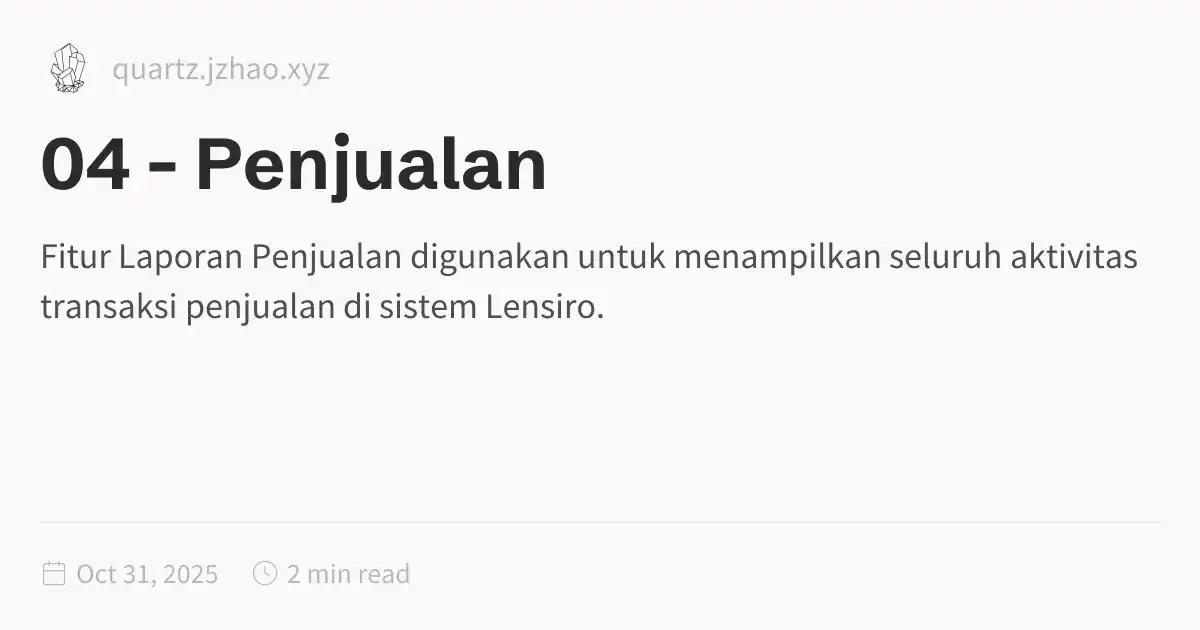 quartz.jzhao.xyz
04 - Penjualan
Fitur Laporan Penjualan digunakan untuk menampilkan seluruh aktivitas
transaksi penjualan di sistem Lensiro.
Oct 31, 2025 2 min read